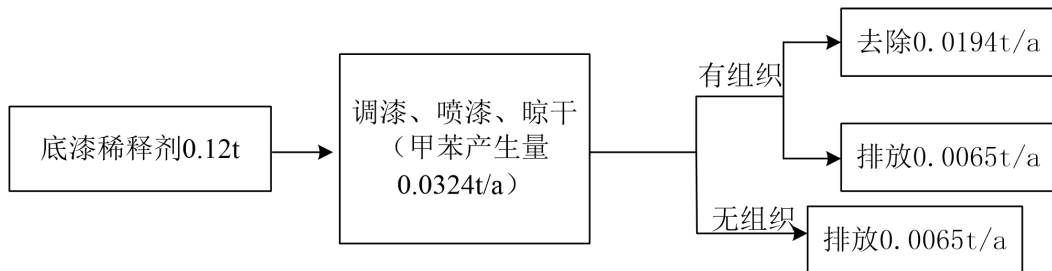 底漆稀释剂0.12t
调漆、喷漆、晾干
（甲苯产生量
0.0324t/a）
有组织
去除0.0194t/a
排放0.0065t/a
无组织
排放0.0065t/a